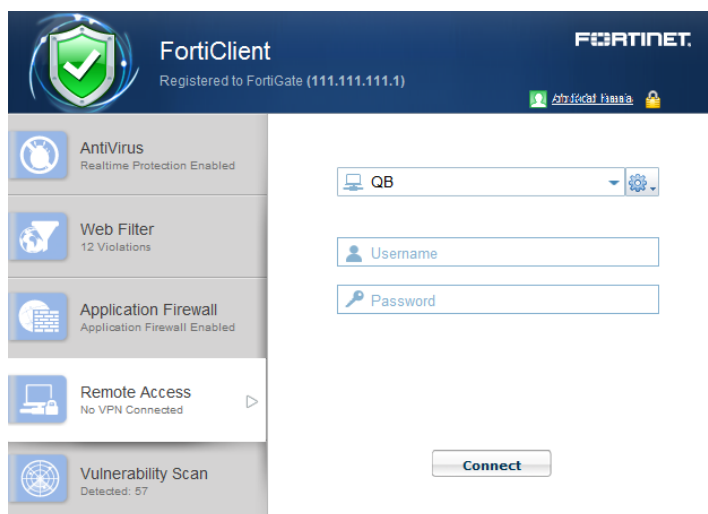 FortiClient
Registered to FortiGate (111.111.111.1)
FORTINET
AntiVirus
Realtime Protection Enabled
Web Filter
12 Violations
Application Firewall
Application Firewall Enabled
Remote Access
No VPN Connected
Vulnerability Scan
Detected: 57
QB
Username
Password
Connect